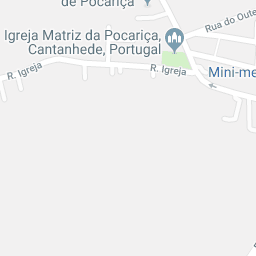 de Pocariça
Rua do Oute
Igreja Matriz da Pocariça,
Cantanhede, Portugal
R. Igreja
R. Igreja
Mini-me